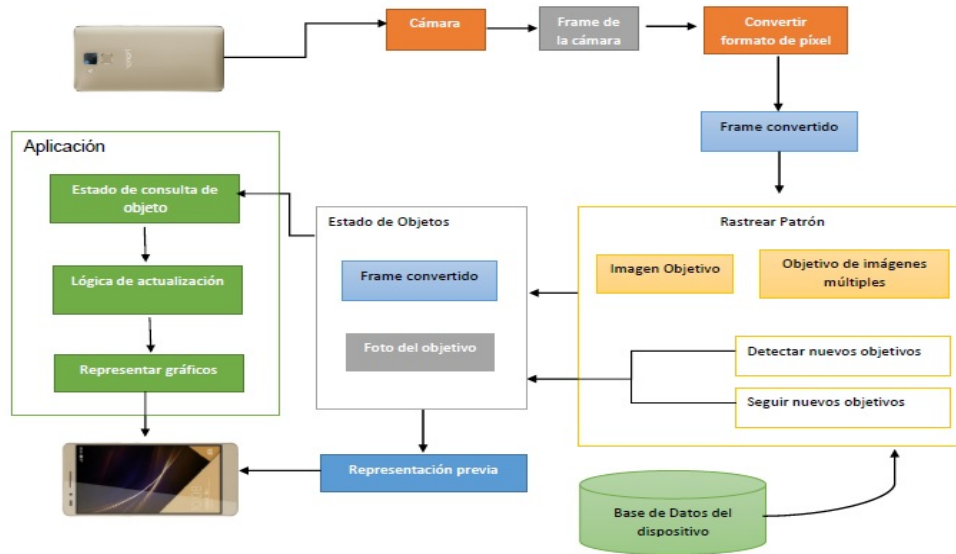 Cámara
Frame de
la cámara
Convertir
formato de píxel
Frame convertido
Aplicación
Estado de consulta de
objeto
Lógica de actualización
Representar gráficos
Estado de Objetos
Frame convertido
Foto del objetivo
Representación previa
Rastrear Patrón
Imagen Objetivo
Objetivo de imágenes
múltiples
Detectar nuevos objetivos
Seguir nuevos objetivos
Base de Datos del
dispositivo